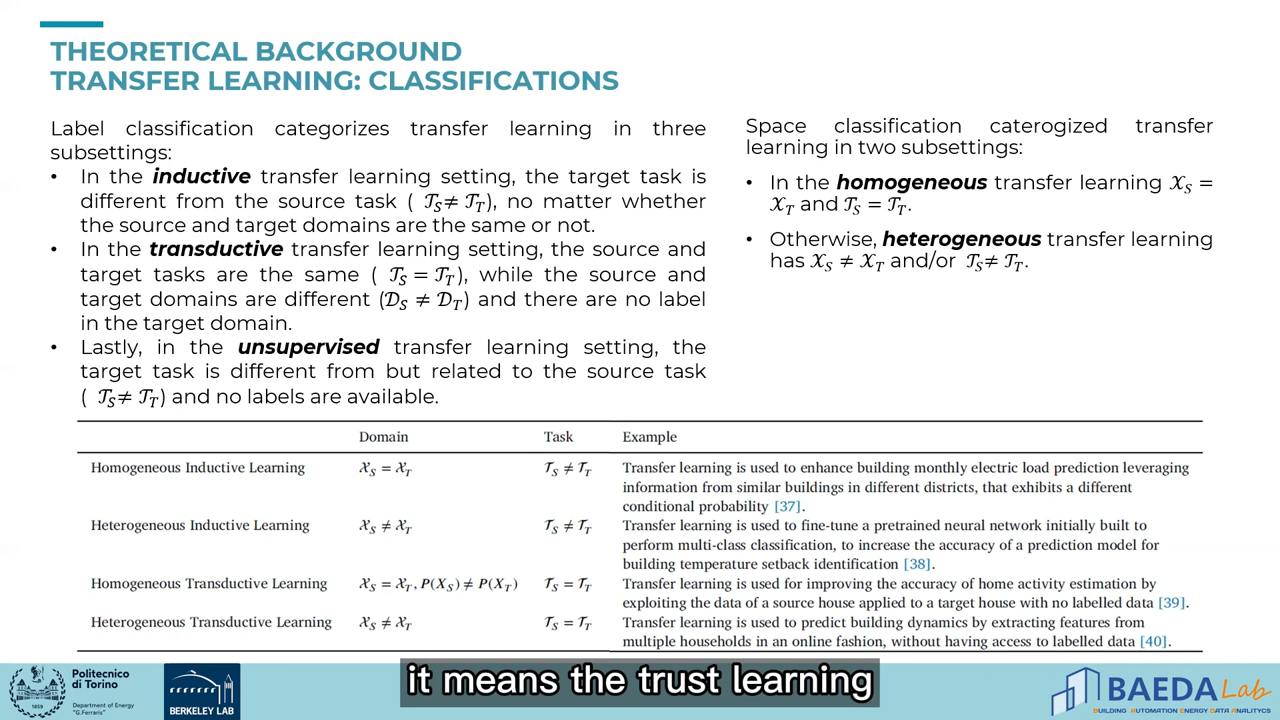 THEORETICAL BACKGROUND
TRANSFER LEARNING: CLASSIFICATIONS
Label classification categorizes transfer learning in three
subsettings:
• In the inductive transfer learning setting, the target task is
different from the source task ( 𝒯S≠ 𝒯T), no matter whether
the source and target domains are the same or not.
• In the transductive transfer learning setting, the source and
target tasks are the same ( 𝒯S = 𝒯T), while the source and
target domains are different (𝒟S ≠ 𝒟T) and there are no label
in the target domain.
• Lastly, in the unsupervised transfer learning setting, the
target task is different from but related to the source task
( 𝒯S≠ 𝒯T) and no labels are available.
Space classification caterogized transfer
learning in two subsettings:
• In the homogeneous transfer learning 𝒳S =
𝒳T and 𝒯S = 𝒯T.
• Otherwise, heterogeneous transfer learning
has 𝒳S ≠ 𝒳T and/or 𝒯S≠ 𝒯T.
Domain Task Example
Homogeneous Inductive Learning 𝒳S = 𝒳T 𝒯S ≠ 𝒯T Transfer learning is used to enhance building monthly electric load prediction leveraging
information from similar buildings in different districts, that exhibits a different
conditional probability [37].
Heterogeneous Inductive Learning 𝒳S ≠ 𝒳T 𝒯S ≠ 𝒯T Transfer learning is used to fine-tune a pretrained neural network initially built to
perform multi-class classification, to increase the accuracy of a prediction model for
building temperature setback identification [38].
Homogeneous Transductive Learning 𝒳S = 𝒳T, P(XS) ≠ P(XT) 𝒯S = 𝒯T Transfer learning is used for improving the accuracy of home activity estimation by
exploiting the data of a source house applied to a target house with no labelled data [39].
Heterogeneous Transductive Learning 𝒳S ≠ 𝒳T 𝒯S = 𝒯T Transfer learning is used to predict building dynamics by extracting features from
multiple households in an online fashion, without having access to labelled data [40].
it means the trust learning
1859
Politecnico
di Torino
Department of Energy
"G.Ferraris"
BERKELEY LAB
BAEDA Lab
BUILDING AUTOMATION ENERGY DATA ANALITYCS